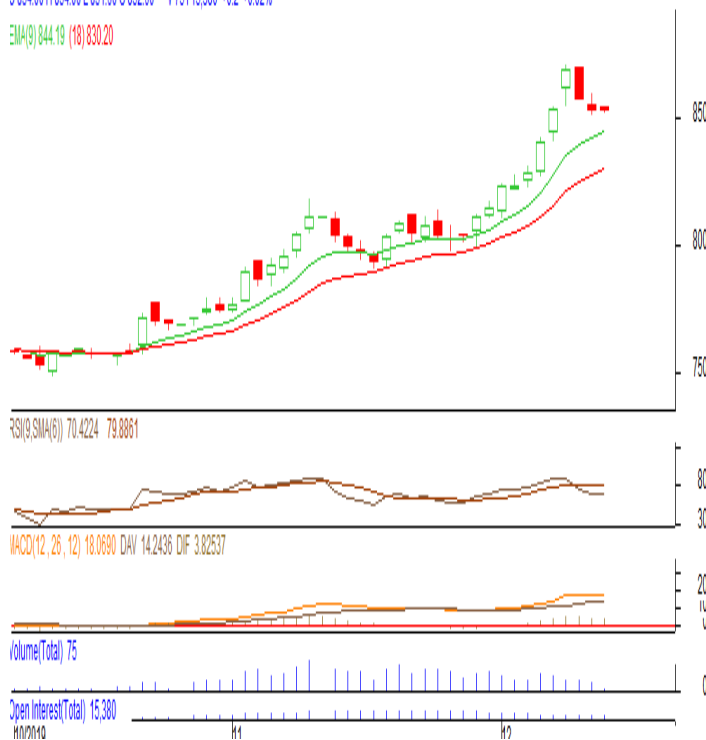 EMA(9) 844.19 (18) 830.20
850
800
750
RSI(9,SMA(6)) 70.4224 79.8861
80
30
MACD(12 , 26 , 12) 18.0690 DAV 14.2436 DIF 3.82537
20
10
0
Volume(Total) 75
0
Open Interest(Total) 15,380
10/2019 11 12